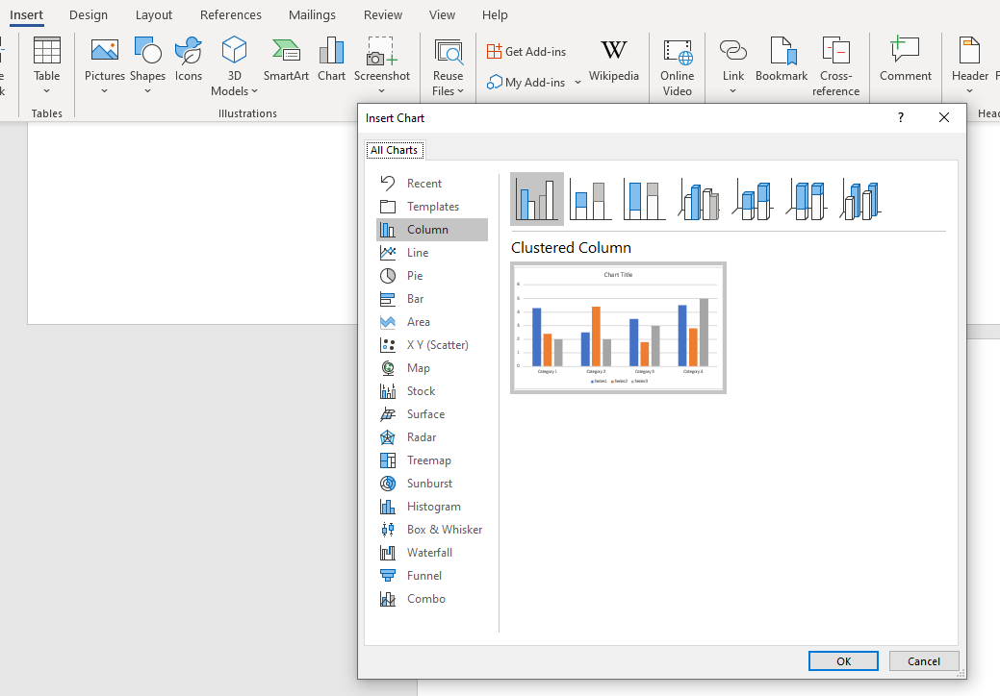 Insert Design Layout References Mailings Review View Help
Table Pictures Shapes Icons 3D Models SmartArt Chart Screenshot Reuse Files Get Add-ins My Add-ins Wikipedia Online Video Link Bookmark Cross-reference Comment Header
Tables Illustrations
Insert Chart ?
All Charts
Recent
Templates
Column
Line
Pie
Bar
Area
X Y (Scatter)
Map
Stock
Surface
Radar
Treemap
Sunburst
Histogram
Box & Whisker
Waterfall
Funnel
Combo
Clustered Column
Chart Title
6
5
4
3
2
1
0
Category 1 Category 2 Category 3 Category 4
Series1 Series2 Series3
OK Cancel